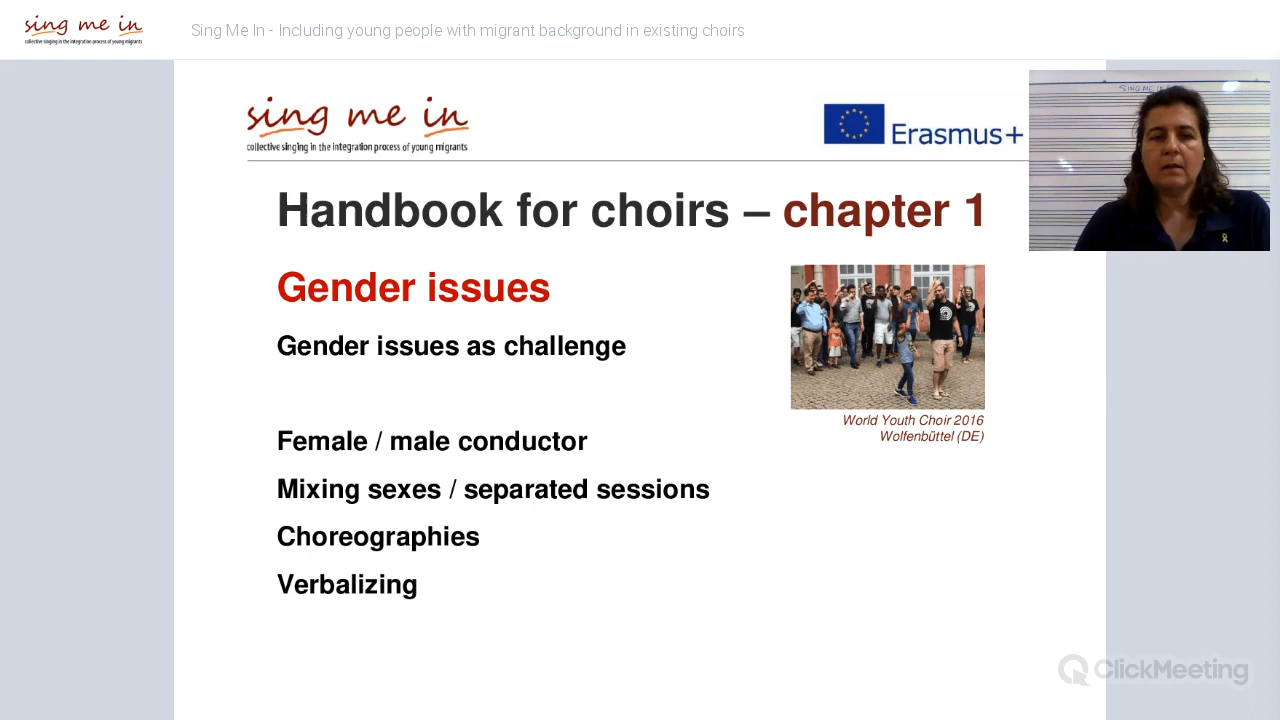 sing me in
collective singing in the integration process of young migrants
Sing Me In - Including young people with migrant background in existing choirs
SING ME IN
sing me in
collective singing in the integration process of young migrants
Erasmus+
Handbook for choirs – chapter 1
Gender issues
Gender issues as challenge
World Youth Choir 2016
Wolfenbüttel (DE)
Female / male conductor
Mixing sexes / separated sessions
Choreographies
Verbalizing
ClickMeeting